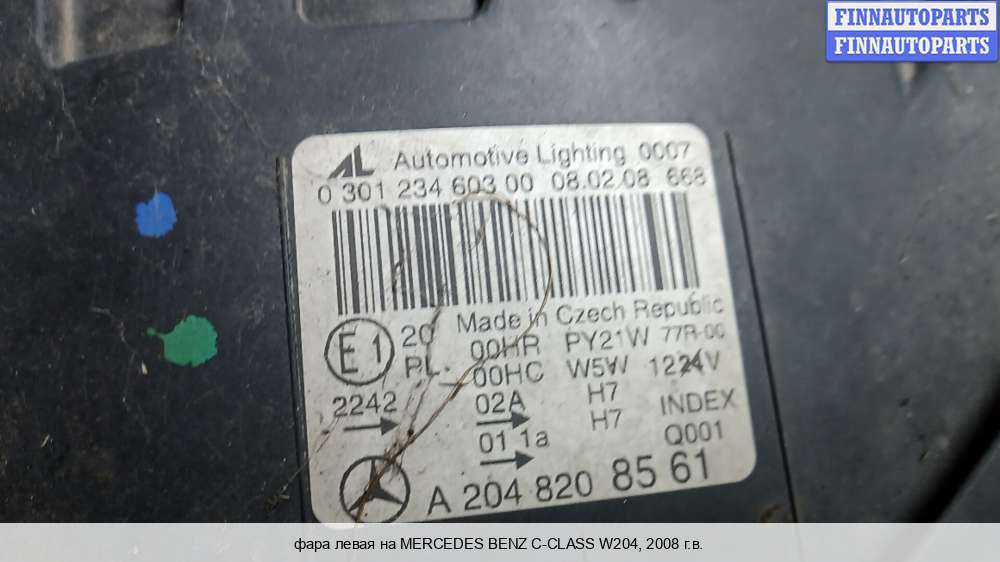 FINNAUTOPARTS
FINNAUTOPARTS
AL Automotive Lighting 0007
0 301 234 603 00 08.02.08 668
Made in Czech Republic
E1 20 00HR PY21W 77R-00
PL 00HC W5W 1224V
2242 02A H7 INDEX
01 1a H7 Q001
A 204 820 85 61
фара левая на MERCEDES BENZ C-CLASS W204, 2008 г.в.